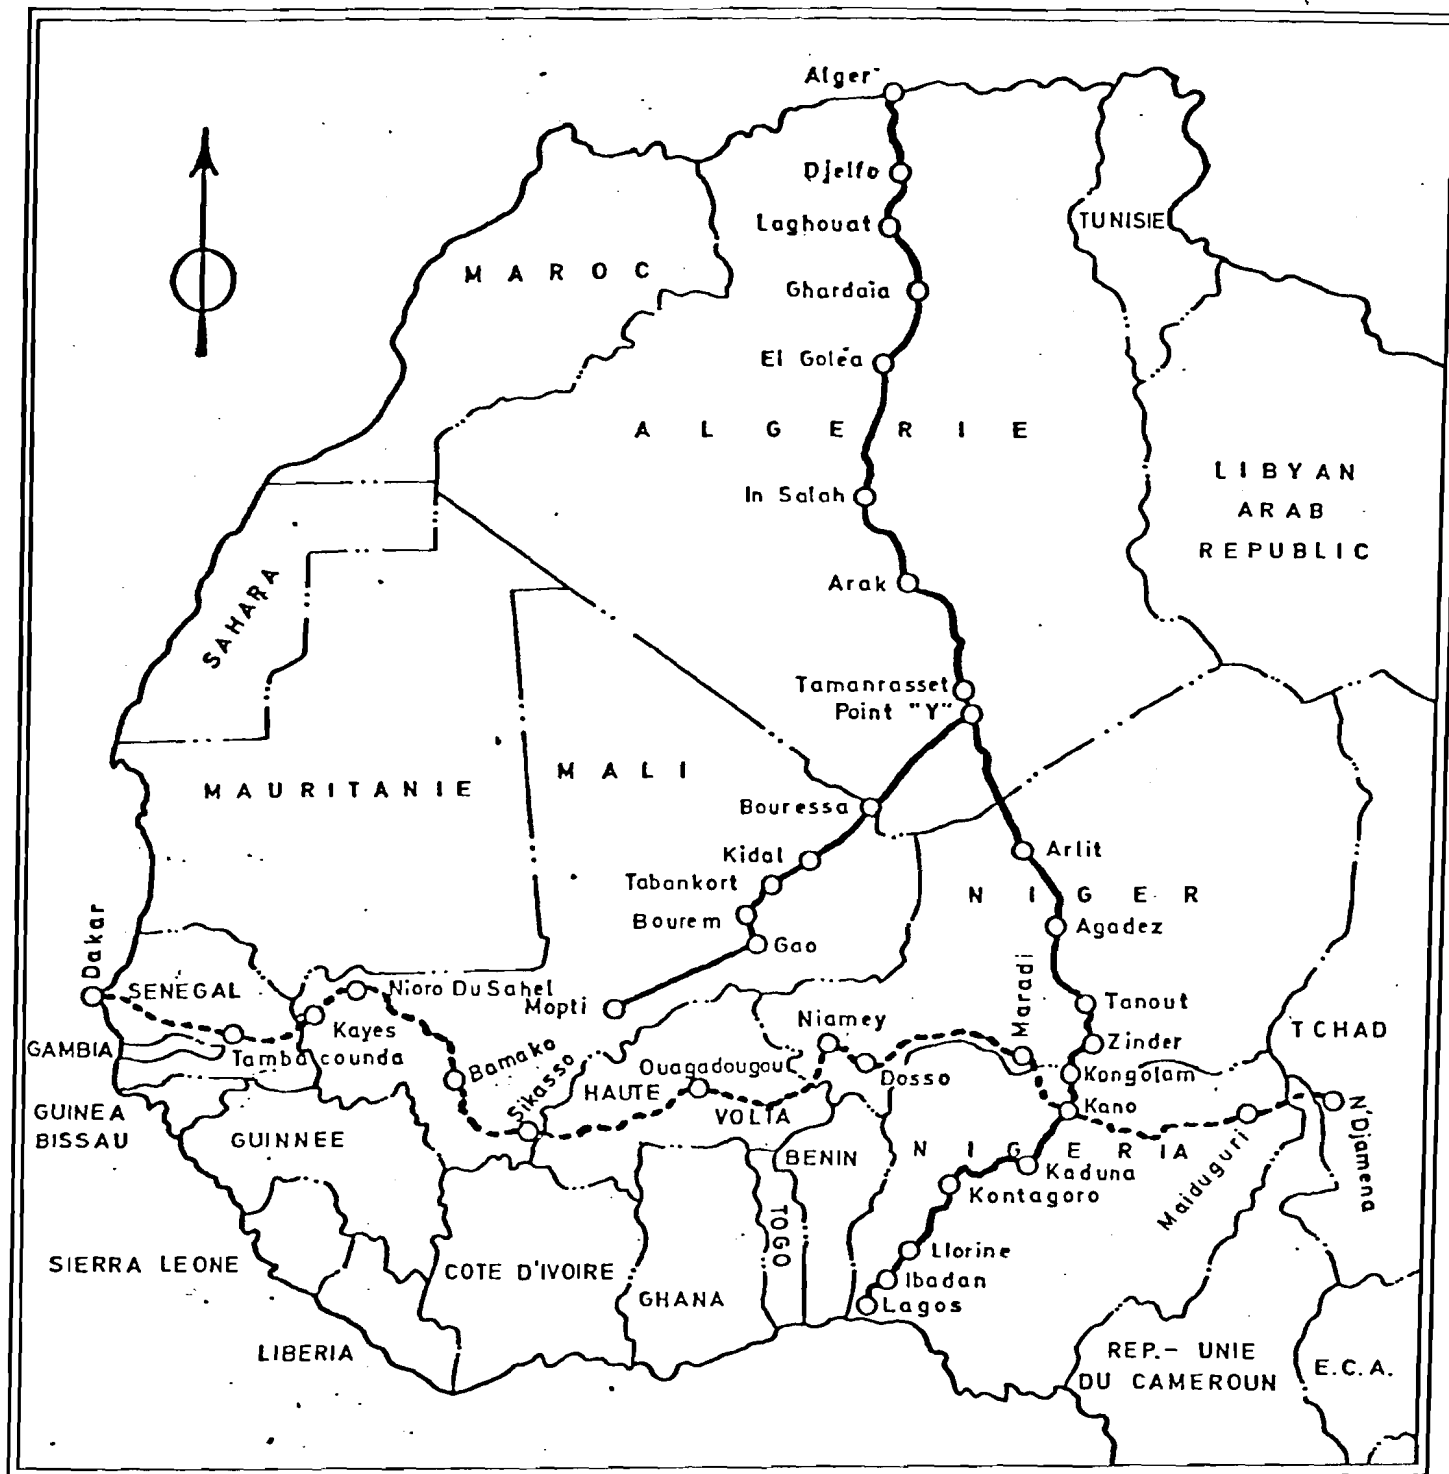 Alger
Djelfa
Laghouat
TUNISIE
MAROC
Ghardaïa
El Goléa
ALGERIE
LIBYAN
ARAB
REPUBLIC
In Salah
Arak
SAHARA
Tamanrasset
Point "Y"
MALI
MAURITANIE
Bouressa
Kidal
Arlit
Tabankort
NIGER
Bourem
Agadez
Gao
Dakar
SENEGAL
Nioro Du Sahel
Mopti
Maradi
Tanout
Kayes
Niamey
TCHAD
GAMBIA
Tamba counda
Zinder
Bamako
Ouagadougou
Dosso
Kongolam
Sikasso
HAUTE
VOLTA
Kano
N'Djamena
GUINEA
BISSAU
GUINNEE
BENIN
NIGERIA
Kaduna
Maiduguri
Kontagoro
TOGO
SIERRA LEONE
COTE D'IVOIRE
Llorine
Ibadan
GHANA
Lagos
LIBERIA
REP.- UNIE
DU CAMEROUN
E.C.A.